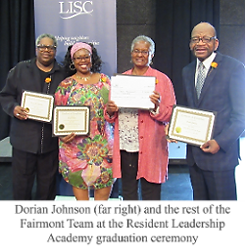 LISC
Dorian Johnson (far right) and the rest of the
Fairmont Team at the Resident Leadership
Academy graduation ceremony